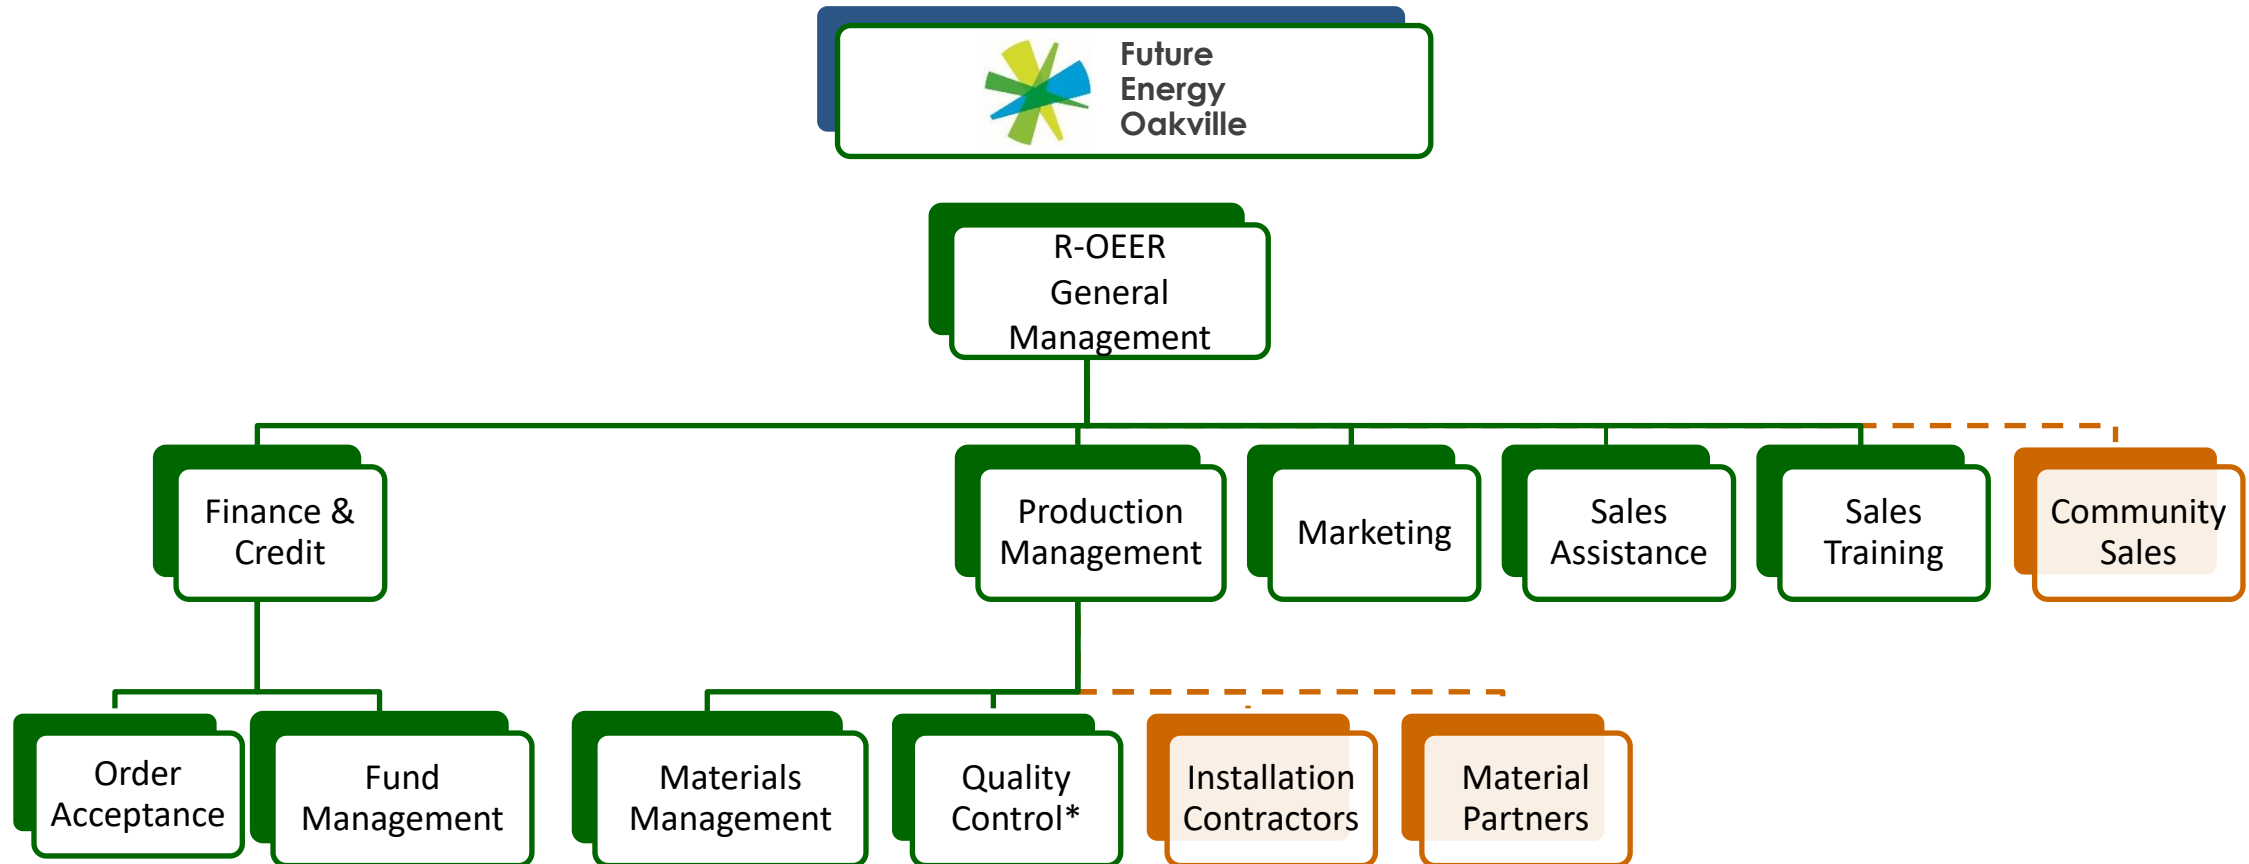 Future
Energy
Oakville
R-OEER
General
Management
Finance &
Credit
Production
Management
Marketing
Sales
Assistance
Sales
Training
Community
Sales
Order
Acceptance
Fund
Management
Materials
Management
Quality
Control*
Installation
Contractors
Material
Partners